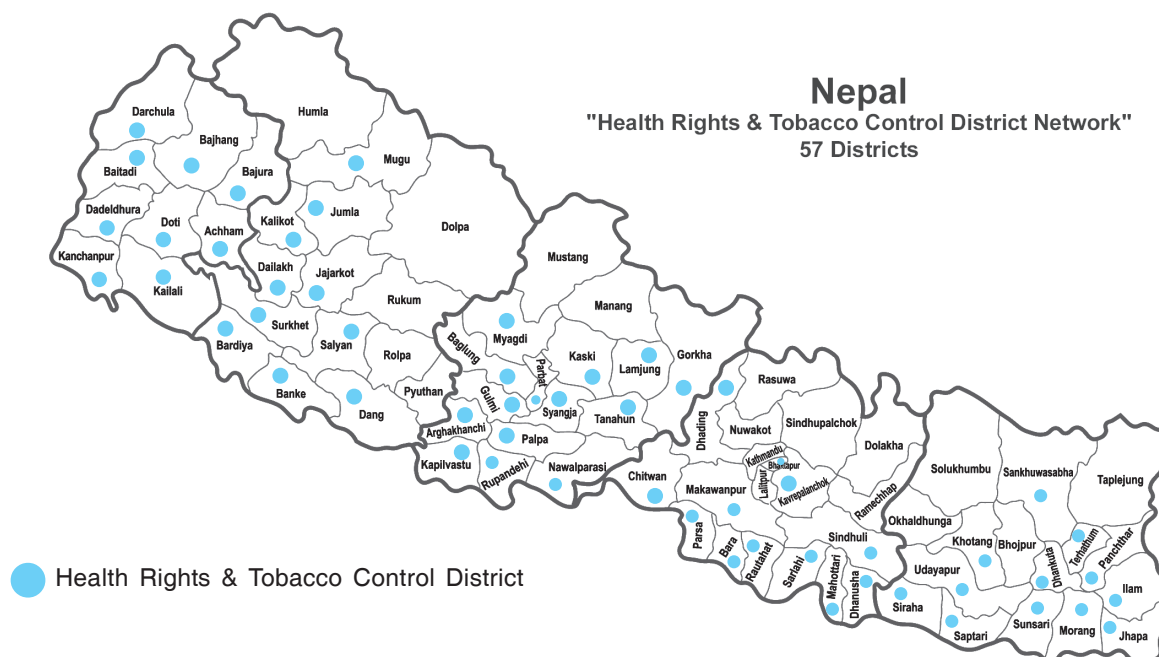 Nepal
"Health Rights & Tobacco Control District Network"
57 Districts
Darchula
Humla
Bajhang
Mugu
Baitadi
Bajura
Dadeldhura
Doti
Achham
Kalikot
Jumla
Dolpa
Kanchanpur
Kailali
Dailakh
Jajarkot
Mustang
Rukum
Manang
Surkhet
Bardiya
Salyan
Rolpa
Baglung
Myagdi
Parbat
Kaski
Lamjung
Gorkha
Banke
Dang
Pyuthan
Gulmi
Syangja
Tanahun
Arghakhanchi
Palpa
Kapilvastu
Rupandehi
Nawalparasi
Chitwan
Dhading
Rasuwa
Nuwakot
Sindhupalchok
Dolakha
Kathmandu
Bhaktapur
Lalitpur
Kavrepalanchok
Ramechhap
Makawanpur
Parsa
Bara
Rautahat
Sarlahi
Mahottari
Dhanusha
Sindhuli
Solukhumbu
Sankhuwasabha
Taplejung
Okhaldhunga
Khotang
Bhojpur
Dhankuta
Terhathum
Panchthar
Udayapur
Ilam
Siraha
Saptari
Sunsari
Morang
Jhapa
Health Rights & Tobacco Control District